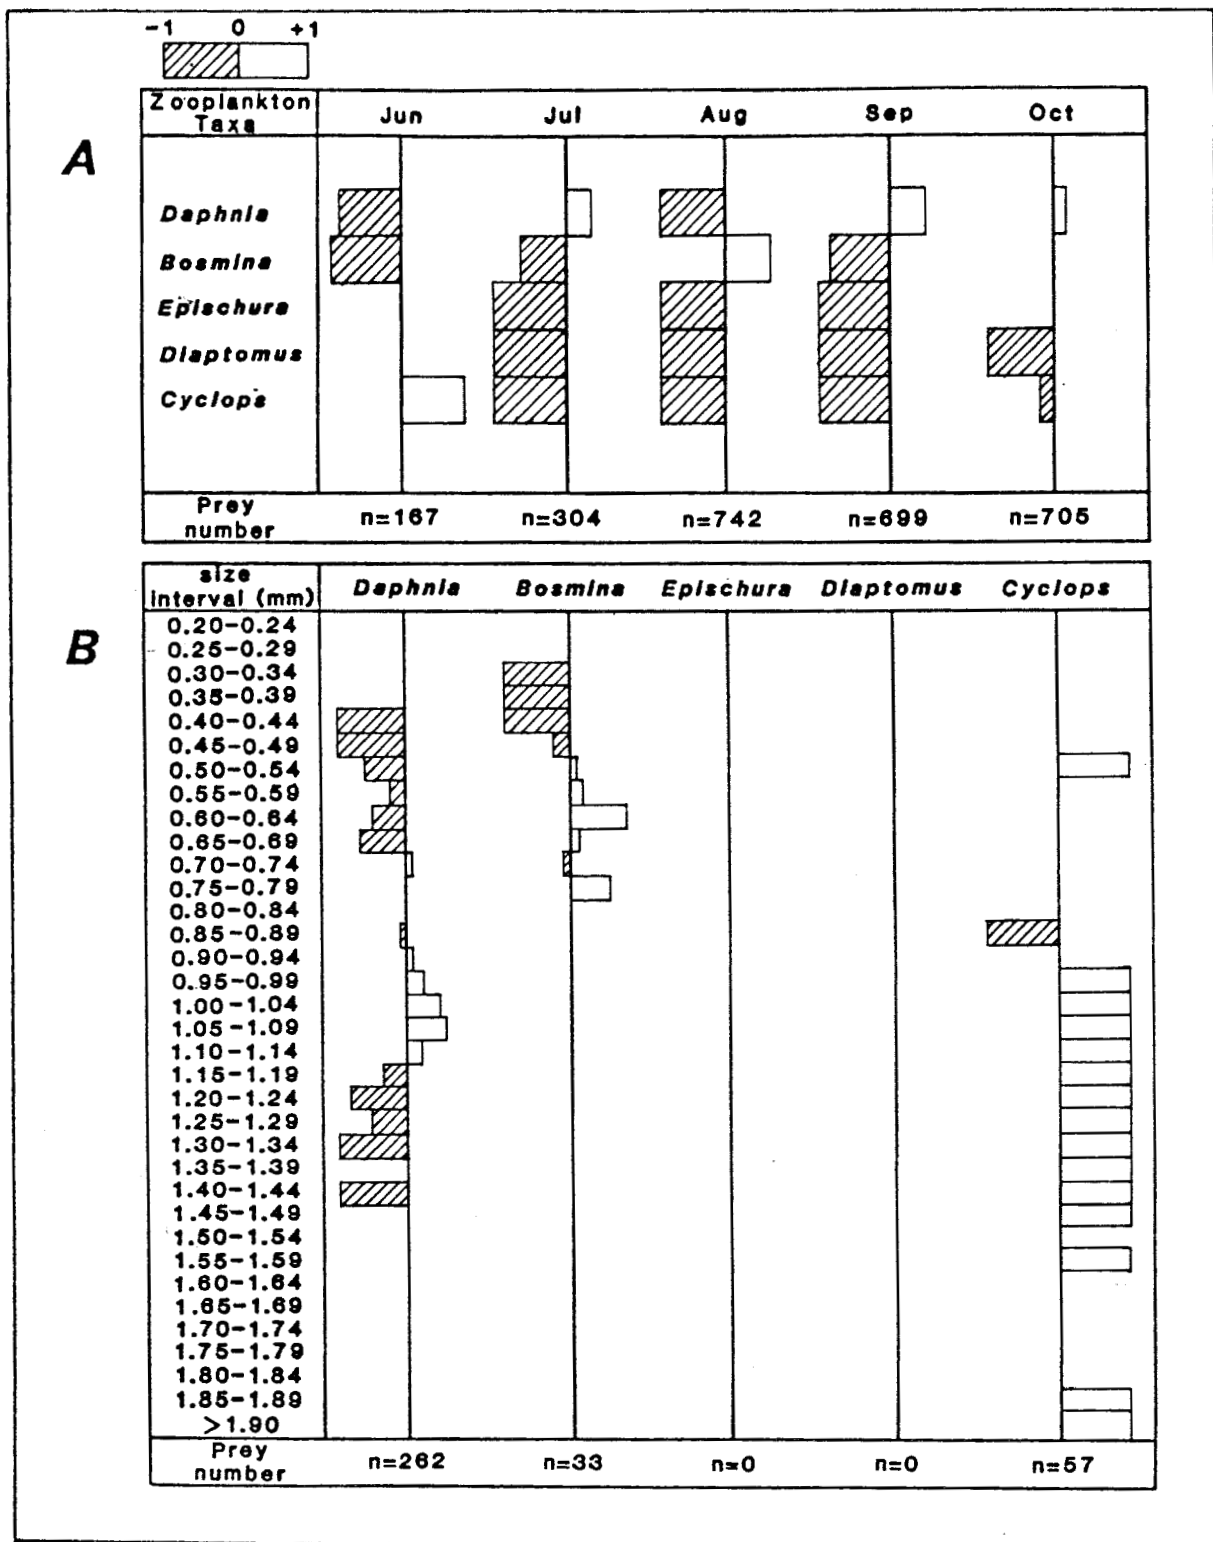 -1 0 +1
A
Zooplankton Taxa Jun Jul Aug Sep Oct
Daphnia
Bosmina
Epischura
Diaptomus
Cyclops
Prey number n=167 n=304 n=742 n=699 n=705
B
size interval (mm) Daphnia Bosmina Epischura Diaptomus Cyclops
0.20-0.24
0.25-0.29
0.30-0.34
0.35-0.39
0.40-0.44
0.45-0.49
0.50-0.54
0.55-0.59
0.60-0.64
0.65-0.69
0.70-0.74
0.75-0.79
0.80-0.84
0.85-0.89
0.90-0.94
0.95-0.99
1.00-1.04
1.05-1.09
1.10-1.14
1.15-1.19
1.20-1.24
1.25-1.29
1.30-1.34
1.35-1.39
1.40-1.44
1.45-1.49
1.50-1.54
1.55-1.59
1.60-1.64
1.65-1.69
1.70-1.74
1.75-1.79
1.80-1.84
1.85-1.89
>1.90
Prey number n=262 n=33 n=0 n=0 n=57